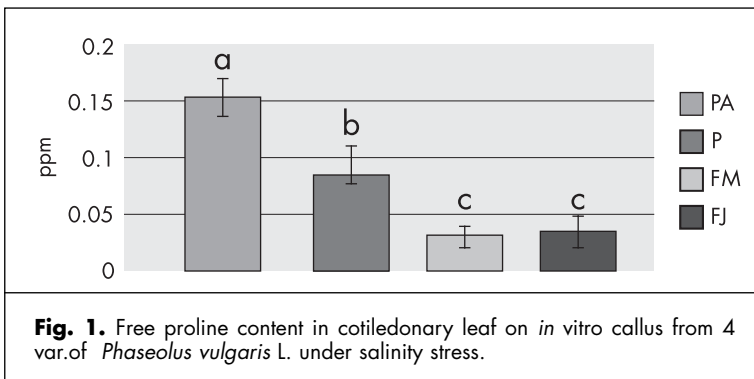 0.2
a
0.15
PA
b
P
0.1
ppm
FM
c
c
0.05
FJ
0
Fig. 1. Free proline content in cotiledonary leaf on in vitro callus from 4
var.of Phaseolus vulgaris L. under salinity stress.